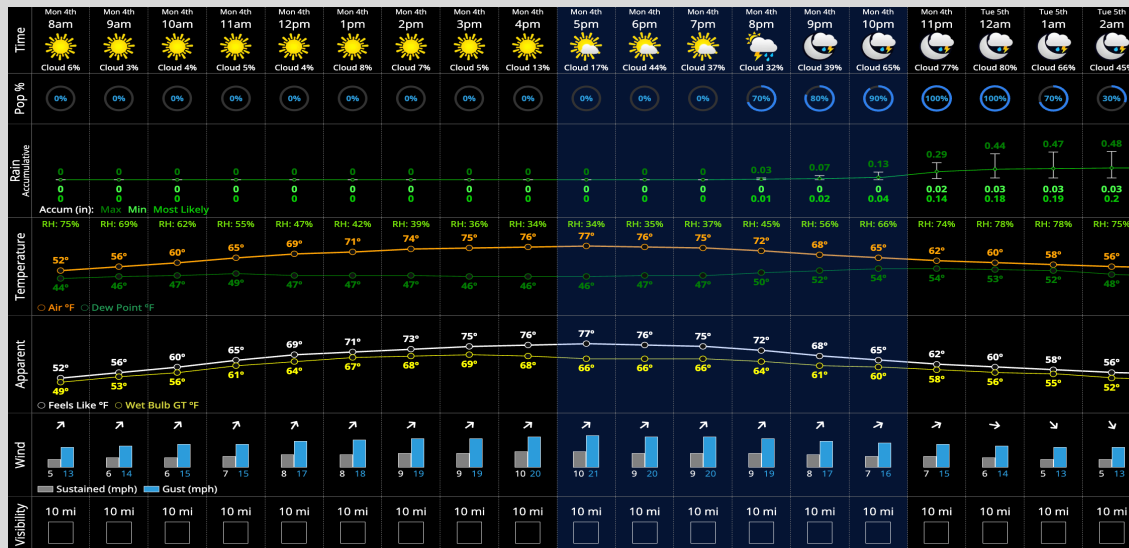 Time
Mon 4th Mon 4th Mon 4th Mon 4th Mon 4th Mon 4th Mon 4th Mon 4th Mon 4th Mon 4th Mon 4th Mon 4th Mon 4th Mon 4th Mon 4th Mon 4th Tue 5th Tue 5th Tue 5th
8am 9am 10am 11am 12pm 1pm 2pm 3pm 4pm 5pm 6pm 7pm 8pm 9pm 10pm 11pm 12am 1am 2am
Cloud 6% Cloud 3% Cloud 4% Cloud 5% Cloud 4% Cloud 8% Cloud 7% Cloud 5% Cloud 13% Cloud 17% Cloud 44% Cloud 37% Cloud 32% Cloud 39% Cloud 65% Cloud 77% Cloud 80% Cloud 66% Cloud 45%
Pop %
0% 0% 0% 0% 0% 0% 0% 0% 0% 0% 0% 0% 70% 80% 90% 100% 100% 70% 30%
Rain
Accumulative
0 0 0 0 0 0 0 0 0 0 0 0 0.03 0.07 0.13 0.29 0.44 0.47 0.48
0 0 0 0 0 0 0 0 0 0 0 0 0 0 0 0.02 0.03 0.03 0.03
0 0 0 0 0 0 0 0 0 0 0 0 0.01 0.02 0.04 0.14 0.18 0.19 0.2
Accum (in): Max Min Most Likely
Temperature
RH: 75% RH: 69% RH: 62% RH: 55% RH: 47% RH: 42% RH: 39% RH: 36% RH: 34% RH: 34% RH: 35% RH: 37% RH: 45% RH: 56% RH: 66% RH: 74% RH: 78% RH: 78% RH: 75%
52° 56° 60° 65° 69° 71° 74° 75° 76° 77° 76° 75° 72° 68° 65° 62° 60° 58° 56°
44° 46° 47° 49° 47° 47° 47° 46° 46° 46° 47° 47° 50° 52° 54° 54° 53° 52° 48°
Air °F Dew Point °F
Apparent
52° 56° 60° 65° 69° 71° 73° 75° 76° 77° 76° 75° 72° 68° 65° 62° 60° 58° 56°
49° 53° 56° 61° 64° 67° 68° 69° 68° 66° 66° 66° 64° 61° 60° 58° 56° 55° 52°
Feels Like °F Wet Bulb GT °F
Wind
5 13 6 14 6 15 7 15 8 17 8 18 9 19 9 19 10 20 10 21 9 20 9 20 9 19 8 17 7 16 7 15 6 14 5 13 5 13
Sustained (mph) Gust (mph)
Visibility
10 mi 10 mi 10 mi 10 mi 10 mi 10 mi 10 mi 10 mi 10 mi 10 mi 10 mi 10 mi 10 mi 10 mi 10 mi 10 mi 10 mi 10 mi 10 mi